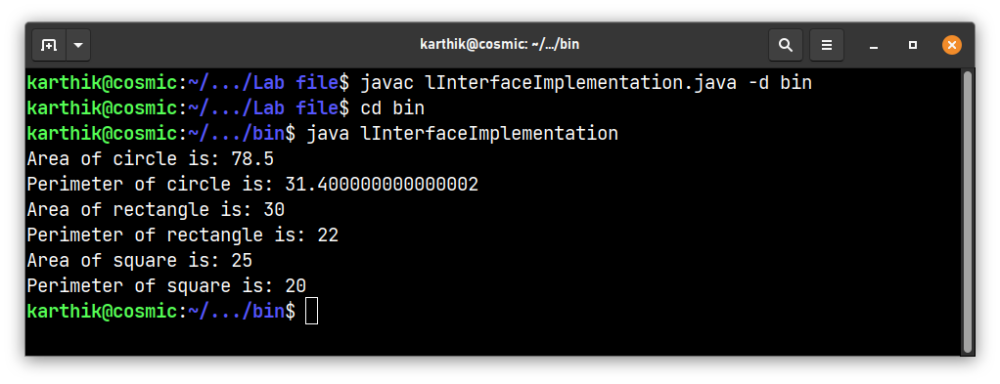 karthik@cosmic: ~/.../bin
karthik@cosmic:~/.../Lab file$ javac lInterfaceImplementation.java -d bin
karthik@cosmic:~/.../Lab file$ cd bin
karthik@cosmic:~/.../bin$ java lInterfaceImplementation
Area of circle is: 78.5
Perimeter of circle is: 31.400000000000002
Area of rectangle is: 30
Perimeter of rectangle is: 22
Area of square is: 25
Perimeter of square is: 20
karthik@cosmic:~/.../bin$